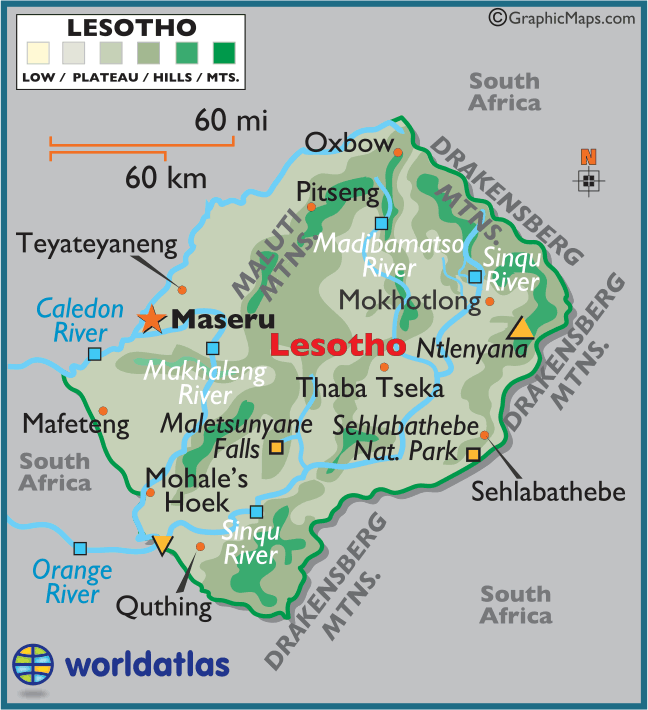 ©GraphicMaps.com
LESOTHO
LOW / PLATEAU / HILLS / MTS.
60 mi
60 km
South
Africa
N
Oxbow
DRAKENSBERG
MTNS.
Pitseng
MALUTI
MTNS.
Madibamatso
River
Sinqu
River
Teyateyaneng
Mokhotlong
Caledon
River
Maseru
Lesotho
Ntlenyana
DRAKENSBERG
MTNS.
Makhaleng
River
Thaba Tseka
Mafeteng
Maletsunyane
Falls
Sehlabathebe
Nat. Park
South
Africa
Mohale's
Hoek
Sehlabathebe
Sinqu
River
Orange
River
Quthing
DRAKENSBERG
MTNS.
South
Africa
worldatlas